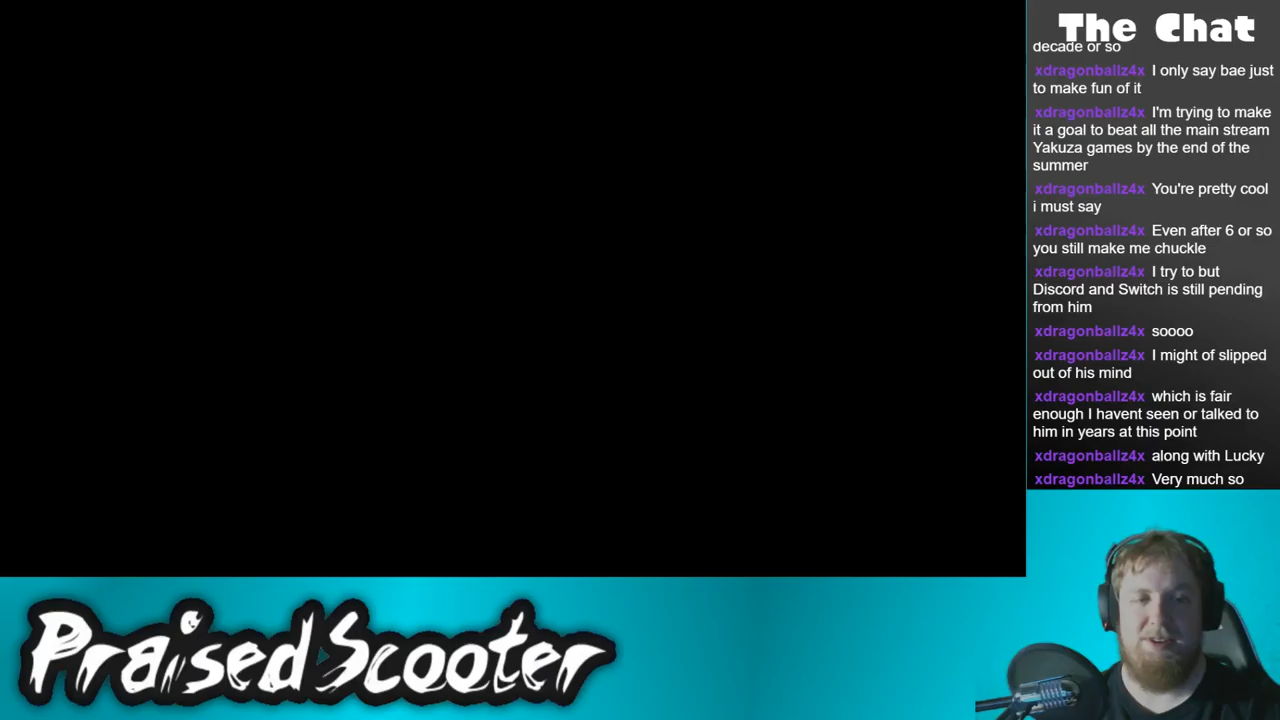 The Chat
decade or so
xdragonballz4x I only say bae just
to make fun of it
xdragonballz4x I'm trying to make
it a goal to beat all the main stream
Yakuza games by the end of the
summer
xdragonballz4x You're pretty cool
i must say
xdragonballz4x Even after 6 or so
you still make me chuckle
xdragonballz4x I try to but
Discord and Switch is still pending
from him
xdragonballz4x soooo
xdragonballz4x I might of slipped
out of his mind
xdragonballz4x which is fair
enough I havent seen or talked to
him in years at this point
xdragonballz4x along with Lucky
xdragonballz4x Very much so
PraisedScooter